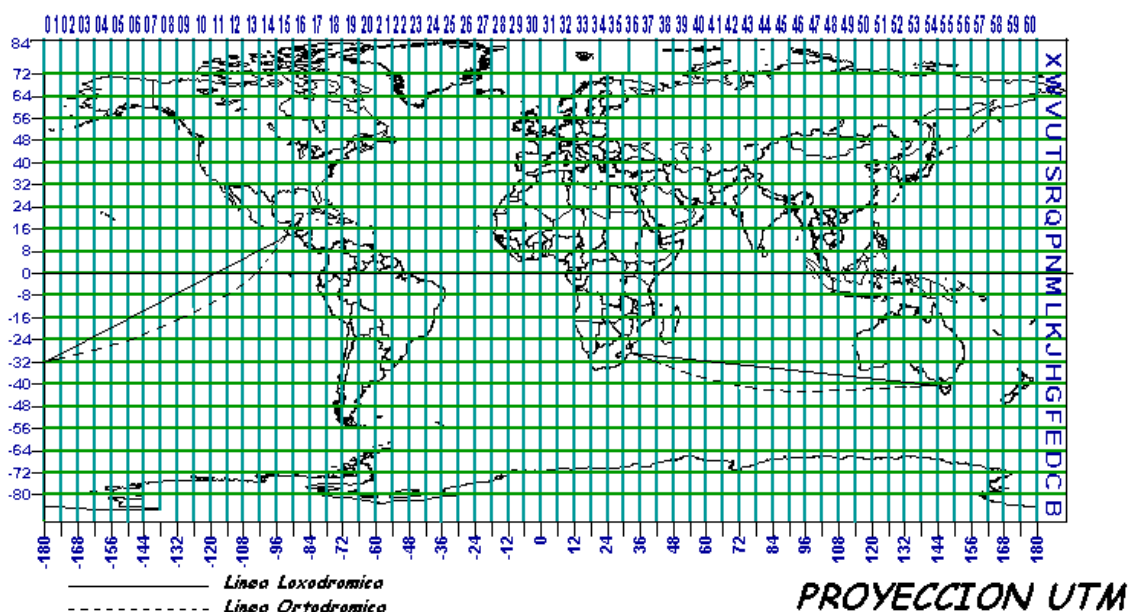 01 02 03 04 05 06 07 08 09 10 11 12 13 14 15 16 17 18 19 20 21 22 23 24 25 26 27 28 29 30 31 32 33 34 35 36 37 38 39 40 41 42 43 44 45 46 47 48 49 50 51 52 53 54 55 56 57 58 59 60
84
X
72
W
64
V
56
U
48
T
40
S
32
R
24
Q
16
P
8
N
0
M
-8
L
-16
K
-24
J
-32
H
-40
G
-48
F
-56
E
-64
D
-72
C
-80
B
-180 -168 -156 -144 -132 -120 -108 -96 -84 -72 -60 -48 -36 -24 -12 0 12 24 36 48 60 72 84 96 108 120 132 144 156 168 180
Linea Loxodromica
Linea Ortodromica
PROYECCION UTM